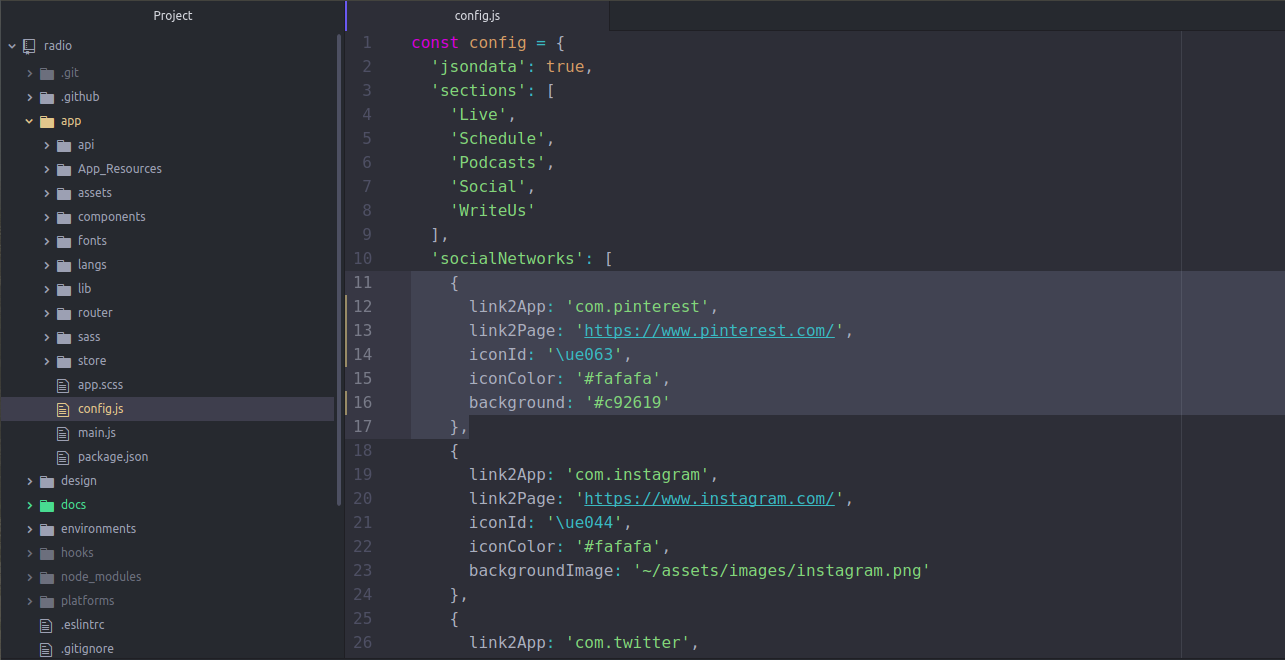 Project
radio
.git
.github
app
api
App_Resources
assets
components
fonts
langs
lib
router
sass
store
app.scss
config.js
main.js
package.json
design
docs
environments
hooks
node_modules
platforms
.eslintrc
.gitignore
config.js
1 const config = {
2 'jsondata': true,
3 'sections': [
4 'Live',
5 'Schedule',
6 'Podcasts',
7 'Social',
8 'WriteUs'
9 ],
10 'socialNetworks': [
11 {
12 link2App: 'com.pinterest',
13 link2Page: 'https://www.pinterest.com/',
14 iconId: '\ue063',
15 iconColor: '#fafafa',
16 background: '#c92619'
17 },
18 {
19 link2App: 'com.instagram',
20 link2Page: 'https://www.instagram.com/',
21 iconId: '\ue044',
22 iconColor: '#fafafa',
23 backgroundImage: '~/assets/images/instagram.png'
24 },
25 {
26 link2App: 'com.twitter',